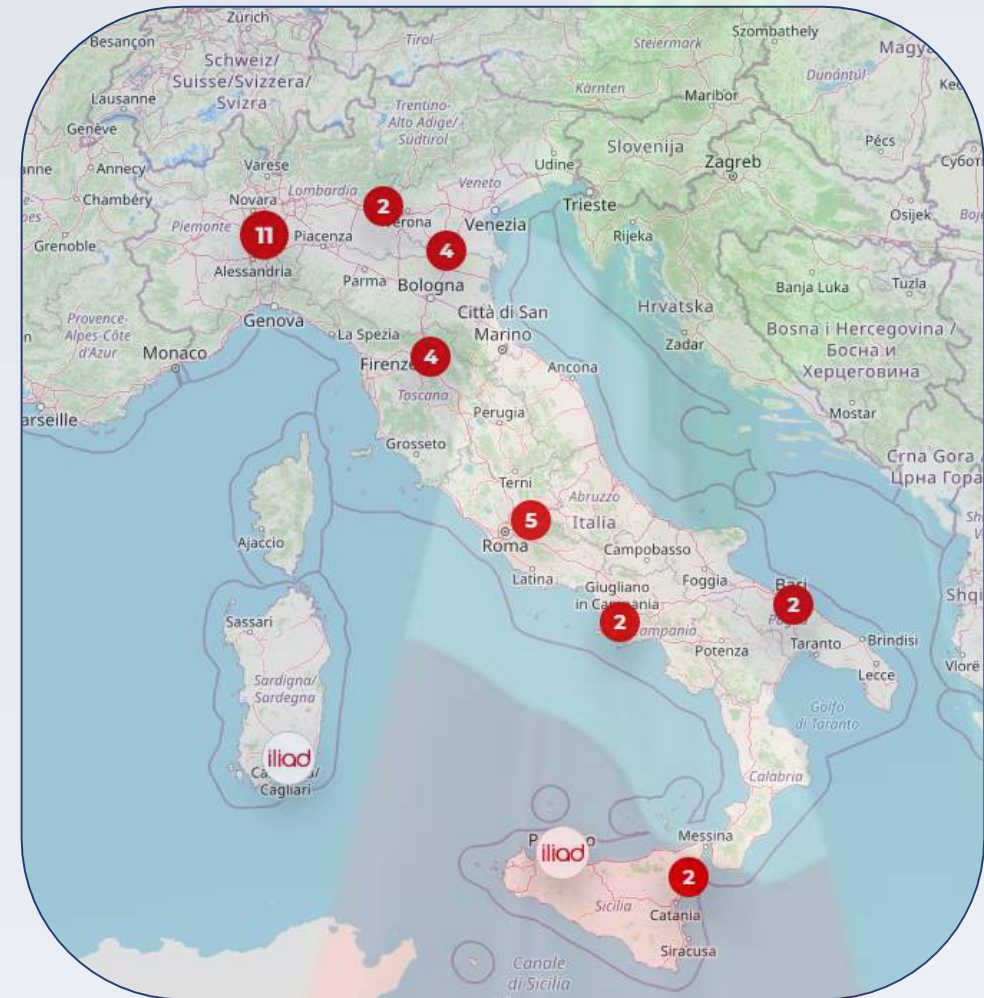 Zürich
Szombathely
Besançon
Tirol
Steiermark
Schweiz/
Suisse/Svizzera/
Svizra
Dunántúl
Kärnten
Lausanne
Maribor
Trentino-
Alto Adige/
Südtirol
Genève
Pécs
Slovenija
Annecy
Varese
Udine
Zagreb
Chambéry
Novara
Lombardia
2
Veneto
Trieste
Osijek
Piemonte
11
Piacenza
Venezia
Rijeka
Grenoble
4
Alessandria
Parma
Bologna
Banja Luka
Tuzla
Provence-
Alpes-Côte
d'Azur
Genova
Città di San
Marino
Hrvatska
Bosna i Hercegovina /
Босна и
Херцеговина
La Spezia
Zadar
Monaco
4
Ancona
Toscana
Mostar
Perugia
Grosseto
Crna Gora /
Црна Гора
Terni
Abruzzo
5
Italia
Ajaccio
Roma
Campobasso
Latina
Giugliano
in Campania
Foggia
Bari
2
2
Sassari
Potenza
Taranto
Brindisi
Vlorë
Lecce
Sardigna/
Sardegna
Golfo
di Taranto
iliad
Cagliari
Calabria
Messina
iliad
2
Sicilia
Catania
Siracusa
Canale
di Sicilia